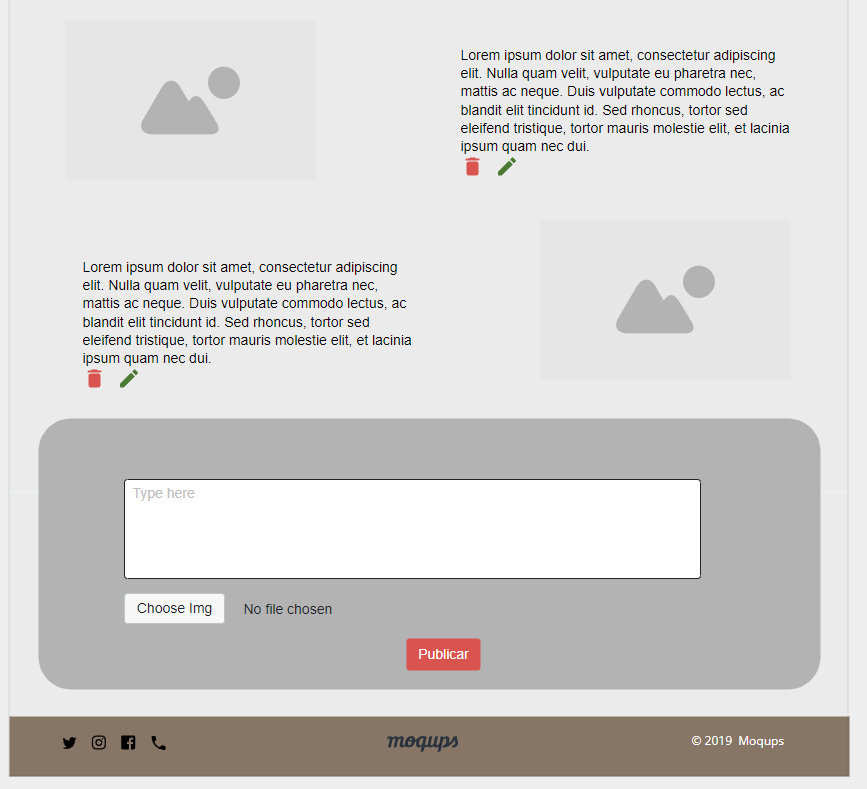 Lorem ipsum dolor sit amet, consectetur adipiscing
elit. Nulla quam velit, vulputate eu pharetra nec,
mattis ac neque. Duis vulputate commodo lectus, ac
blandit elit tincidunt id. Sed rhoncus, tortor sed
eleifend tristique, tortor mauris molestie elit, et lacinia
ipsum quam nec dui.
Lorem ipsum dolor sit amet, consectetur adipiscing
elit. Nulla quam velit, vulputate eu pharetra nec,
mattis ac neque. Duis vulputate commodo lectus, ac
blandit elit tincidunt id. Sed rhoncus, tortor sed
eleifend tristique, tortor mauris molestie elit, et lacinia
ipsum quam nec dui.
Type here
Choose Img No file chosen
Publicar
moqups © 2019 Moqups